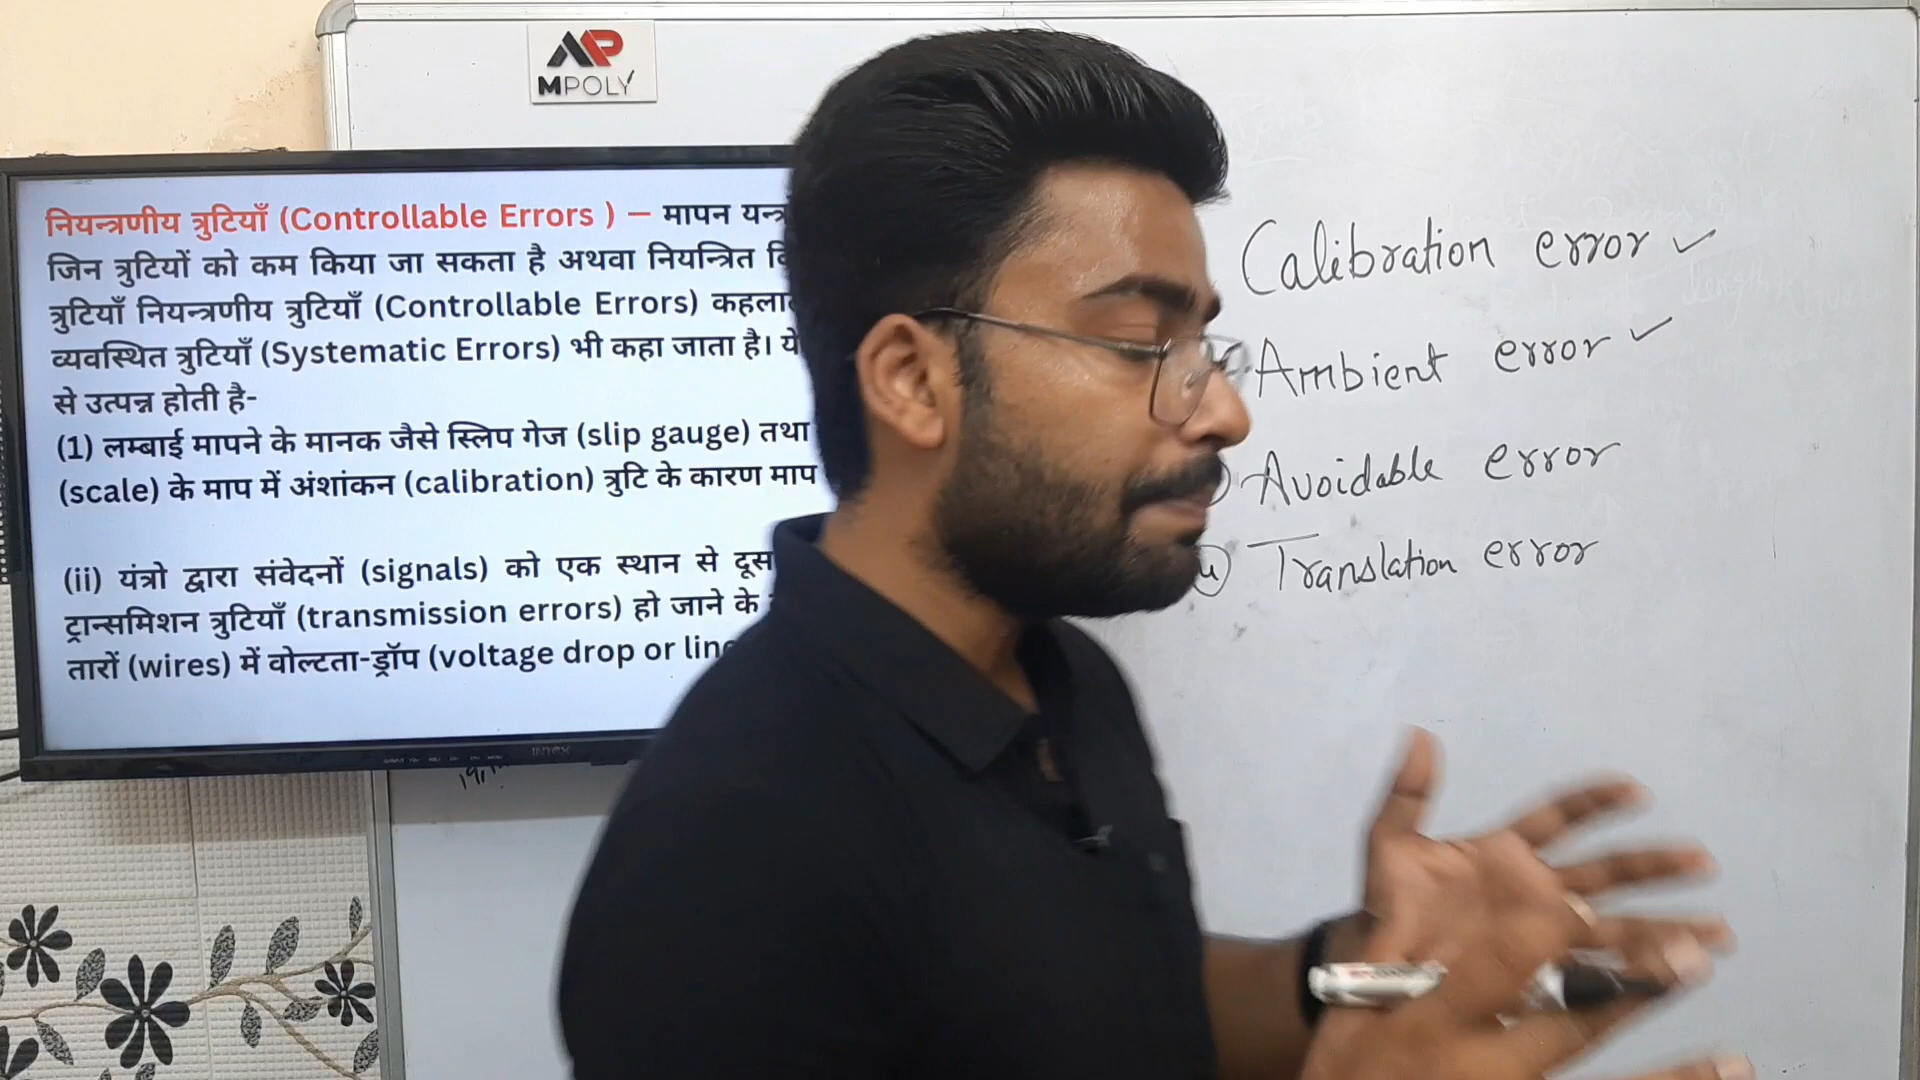 MPOLY
नियन्त्रणीय त्रुटियाँ (Controllable Errors ) – मापन यन्त्र
जिन त्रुटियों को कम किया जा सकता है अथवा नियन्त्रित
त्रुटियाँ नियन्त्रणीय त्रुटियाँ (Controllable Errors)
व्यवस्थित त्रुटियाँ (Systematic Errors) भी कहा जाता है। ये
से उत्पन्न होती है-
(1) लम्बाई मापने के मानक जैसे स्लिप गेज (slip gauge) तथा
(scale) के माप में अंशांकन (calibration) त्रुटि के कारण माप
(ii) यंत्रो द्वारा संवेदनों (signals) को एक स्थान से
ट्रान्समिशन त्रुटियाँ (transmission errors) हो जाने के
तारों (wires) में वोल्टता-ड्रॉप (voltage drop or
intex
Calibration error ✓
Ambient error ✓
Avoidable error
Translation error